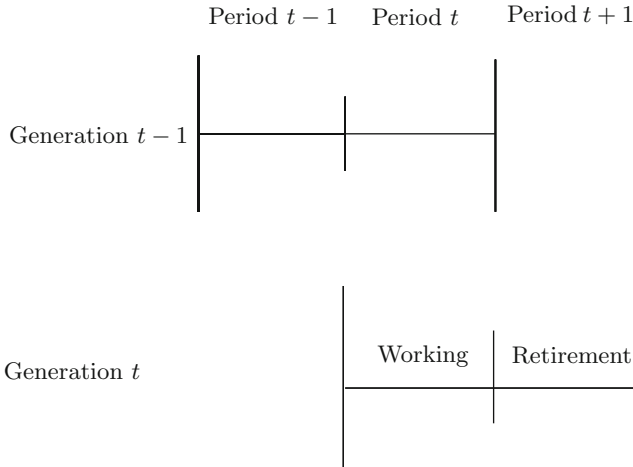 Period t − 1 Period t Period t + 1
Generation t − 1
Working Retirement
Generation t